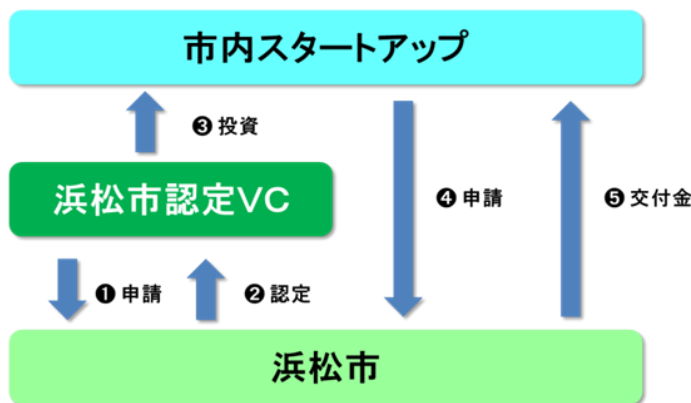 市内スタートアップ
❸投資
浜松市認定VC
❹申請
❺交付金
❶申請
❷認定
浜松市